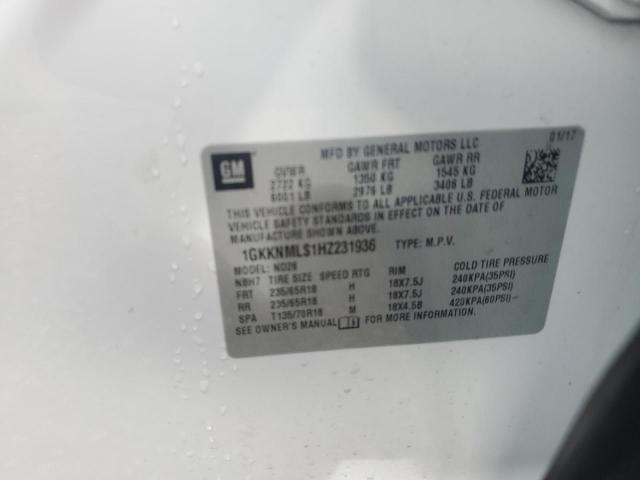 GM
MFD BY GENERAL MOTORS LLC 01/17
GVWR GAWR FRT GAWR RR
2722 KG 1350 KG 1545 KG
6001 LB 2976 LB 3406 LB
THIS VEHICLE CONFORMS TO ALL APPLICABLE U.S. FEDERAL MOTOR
VEHICLE SAFETY STANDARDS IN EFFECT ON THE DATE OF
MANUFACTURE SHOWN ABOVE.
1GKKNMLS1HZ231936 TYPE: M.P.V.
MODEL: NO26
NBH7 TIRE SIZE SPEED RTG RIM COLD TIRE PRESSURE
FRT 235/65R18 H 18X7.5J 240KPA(35PSI)
RR 235/65R18 H 18X7.5J 240KPA(35PSI)
SPA T135/70R18 M 18X4.5B 420KPA(60PSI)
SEE OWNER'S MANUAL FOR MORE INFORMATION.